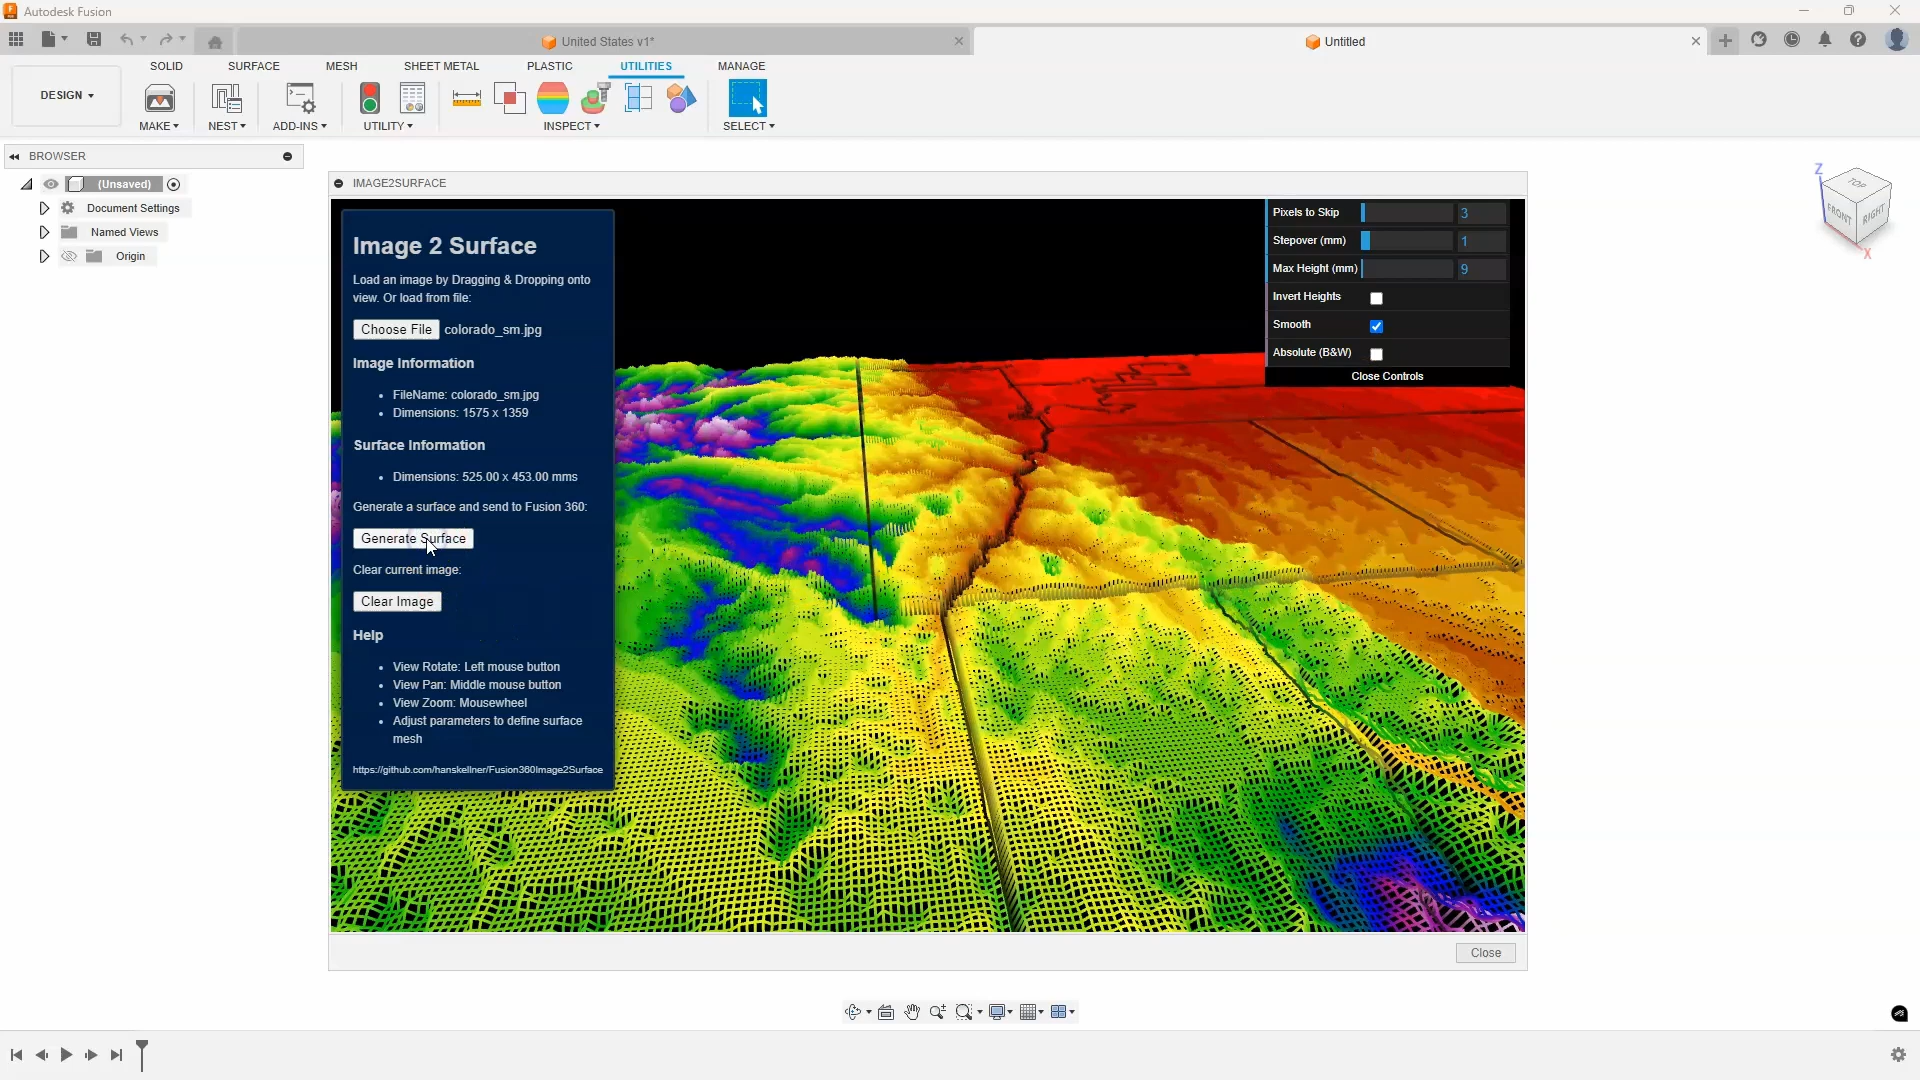 Autodesk Fusion
United States v1*
Untitled
SOLID
SURFACE
MESH
SHEET METAL
PLASTIC
UTILITIES
MANAGE
DESIGN
MAKE
NEST
ADD-INS
UTILITY
INSPECT
SELECT
BROWSER
(Unsaved)
Document Settings
Named Views
Origin
IMAGE2SURFACE
Image 2 Surface
Load an image by Dragging & Dropping onto
view. Or load from file:
Choose File colorado_sm.jpg
Image Information
FileName: colorado_sm.jpg
Dimensions: 1575 x 1359
Surface Information
Dimensions: 525.00 x 453.00 mms
Generate a surface and send to Fusion 360:
Generate Surface
Clear current image:
Clear Image
Help
View Rotate: Left mouse button
View Pan: Middle mouse button
View Zoom: Mousewheel
Adjust parameters to define surface
mesh
https://github.com/hanskellner/Fusion360Image2Surface
Pixels to Skip 3
Stepover (mm) 1
Max Height (mm) 9
Invert Heights
Smooth
Absolute (B&W)
Close Controls
Close
Z
TOP
FRONT
RIGHT
X